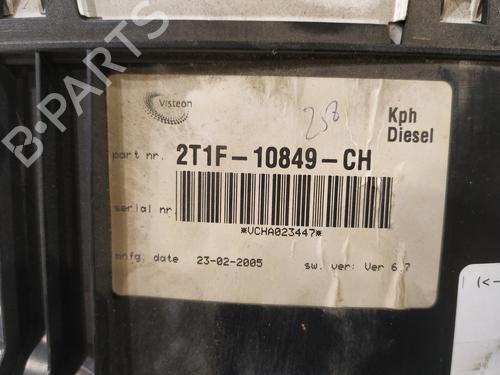 B-PARTS
Visteon
258
Kph
Diesel
part nr. 2T1F-10849-CH
serial nr.
*VCHA023447*
mnfg. date 23-02-2005 sw. ver: Ver 6.7